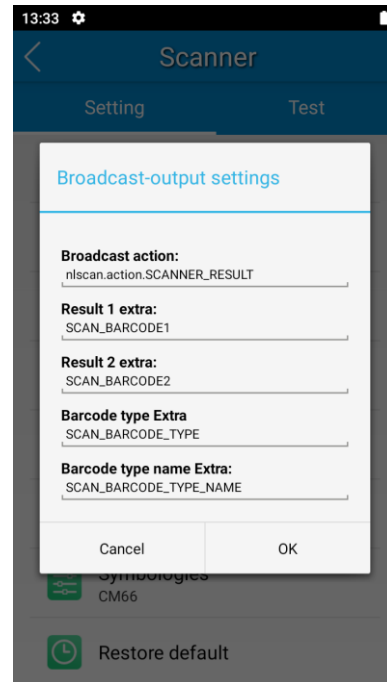 13:33
Scanner
Setting Test
Broadcast-output settings
Broadcast action:
nlscan.action.SCANNER_RESULT
Result 1 extra:
SCAN_BARCODE1
Result 2 extra:
SCAN_BARCODE2
Barcode type Extra
SCAN_BARCODE_TYPE
Barcode type name Extra:
SCAN_BARCODE_TYPE_NAME
Cancel OK
Symbologies
CM66
Restore default